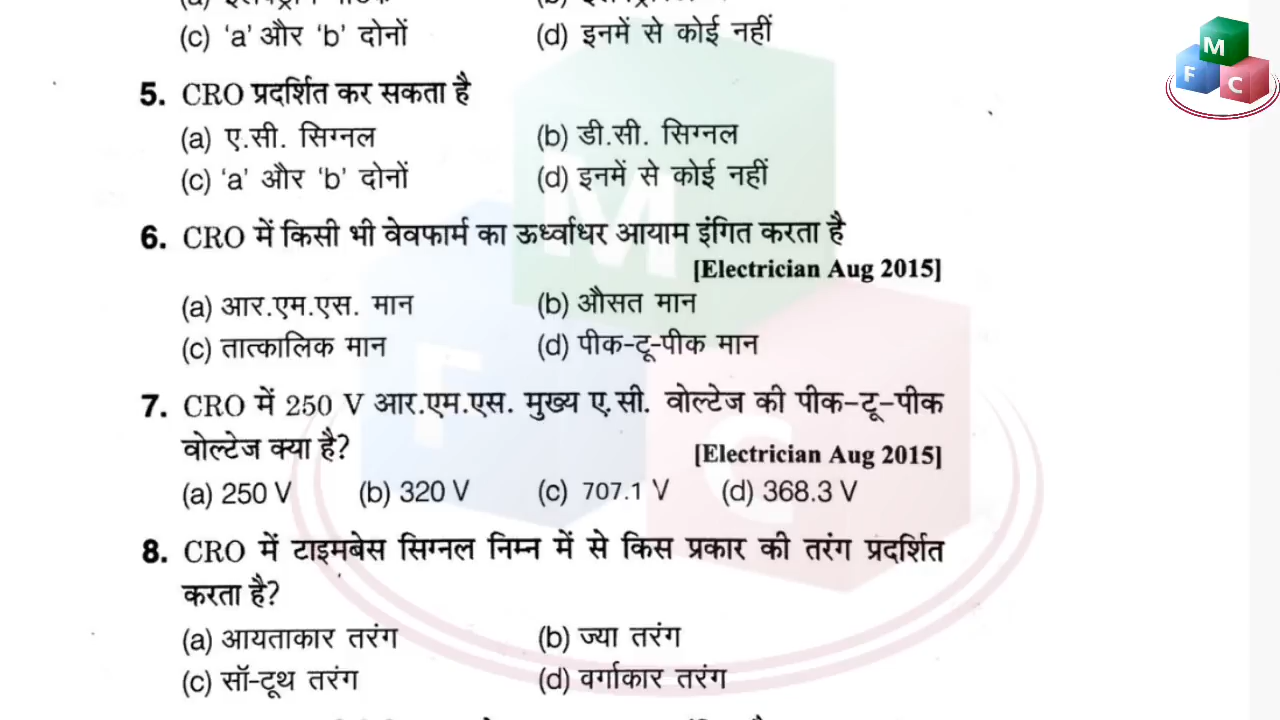 (c) 'a' और 'b' दोनों (d) इनमें से कोई नहीं
5. CRO प्रदर्शित कर सकता है
(a) ए.सी. सिग्नल (b) डी.सी. सिग्नल
(c) 'a' और 'b' दोनों (d) इनमें से कोई नहीं
6. CRO में किसी भी वेवफार्म का ऊर्ध्वाधर आयाम इंगित करता है
[Electrician Aug 2015]
(a) आर.एम.एस. मान (b) औसत मान
(c) तात्कालिक मान (d) पीक-टू-पीक मान
7. CRO में 250 V आर.एम.एस. मुख्य ए.सी. वोल्टेज की पीक-टू-पीक
वोल्टेज क्या है? [Electrician Aug 2015]
(a) 250 V (b) 320 V (c) 707.1 V (d) 368.3 V
8. CRO में टाइमबेस सिग्नल निम्न में से किस प्रकार की तरंग प्रदर्शित
करता है?
(a) आयताकार तरंग (b) ज्या तरंग
(c) सॉ-टूथ तरंग (d) वर्गाकार तरंग
M
F
C
M
F
C